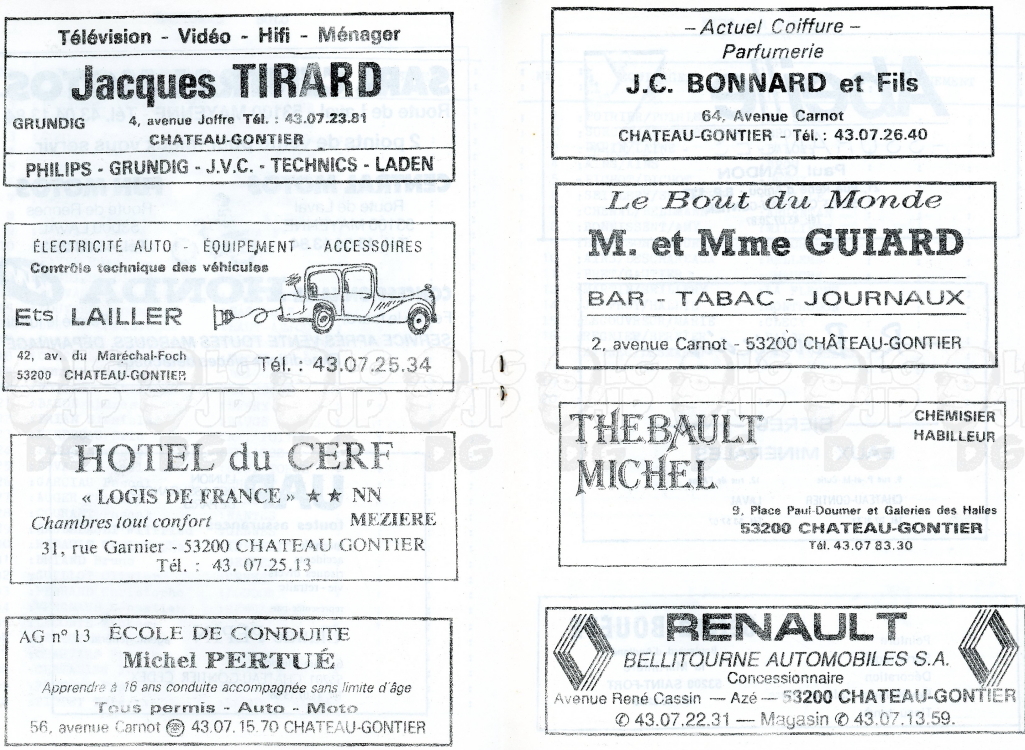 Télévision - Vidéo - Hifi - Ménager
Jacques TIRARD
GRUNDIG 4, avenue Joffre Tél. : 43.07.23.81
CHATEAU-GONTIER
PHILIPS - GRUNDIG - J.V.C. - TECHNICS - LADEN
ÉLECTRICITÉ AUTO - ÉQUIPEMENT - ACCESSOIRES
Contrôle technique des véhicules
Ets LAILLER
42, av. du Maréchal-Foch
53200 CHATEAU-GONTIER
Tél. : 43.07.25.34
HOTEL du CERF
« LOGIS DE FRANCE » ★ ★ NN
Chambres tout confort MEZIERE
31, rue Garnier - 53200 CHATEAU GONTIER
Tél. : 43. 07.25.13
AG n° 13 ÉCOLE DE CONDUITE
Michel PERTUÉ
Apprendre à 16 ans conduite accompagnée sans limite d'âge
Tous permis - Auto - Moto
56, avenue Carnot ☏ 43.07.15.70 CHATEAU-GONTIER
- Actuel Coiffure -
Parfumerie
J.C. BONNARD et Fils
64, Avenue Carnot
CHATEAU-GONTIER - Tél. : 43.07.26.40
Le Bout du Monde
M. et Mme GUIARD
BAR - TABAC - JOURNAUX
2, avenue Carnot - 53200 CHÂTEAU-GONTIER
THEBAULT
MICHEL
CHEMISIER
HABILLEUR
9, Place Paul-Doumer et Galeries des Halles
53200 CHATEAU-GONTIER
Tél. 43.07 83.30
RENAULT
BELLITOURNE AUTOMOBILES S.A.
Concessionnaire
Avenue René Cassin — Azé — 53200 CHATEAU-GONTIER
✆ 43.07.22.31 — Magasin ✆ 43.07.13.59.